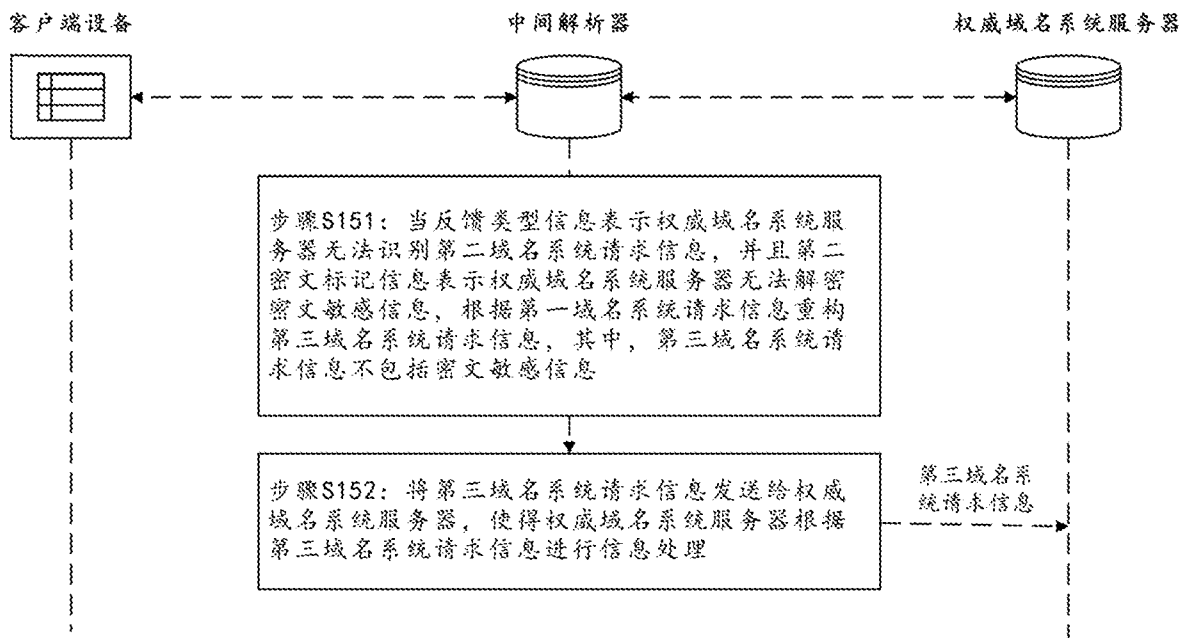 客户端设备
中间解析器
权威域名系统服务器
步骤S151：当反馈类型信息表示权威域名系统服
务器无法识别第二域名系统请求信息，并且第二
密文标记信息表示权威域名系统服务器无法解密
密文敏感信息，根据第一域名系统请求信息重构
第三域名系统请求信息，其中，第三域名系统请
求信息不包括密文敏感信息
步骤S152：将第三域名系统请求信息发送给权威
域名系统服务器，使得权威域名系统服务器根据
第三域名系统请求信息进行信息处理
第三域名系
统请求信息